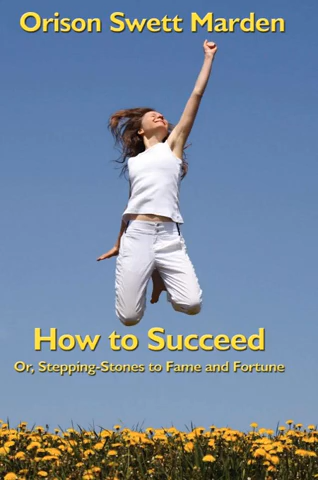 Orison Swett Marden
How to Succeed
Or, Stepping-Stones to Fame and Fortune